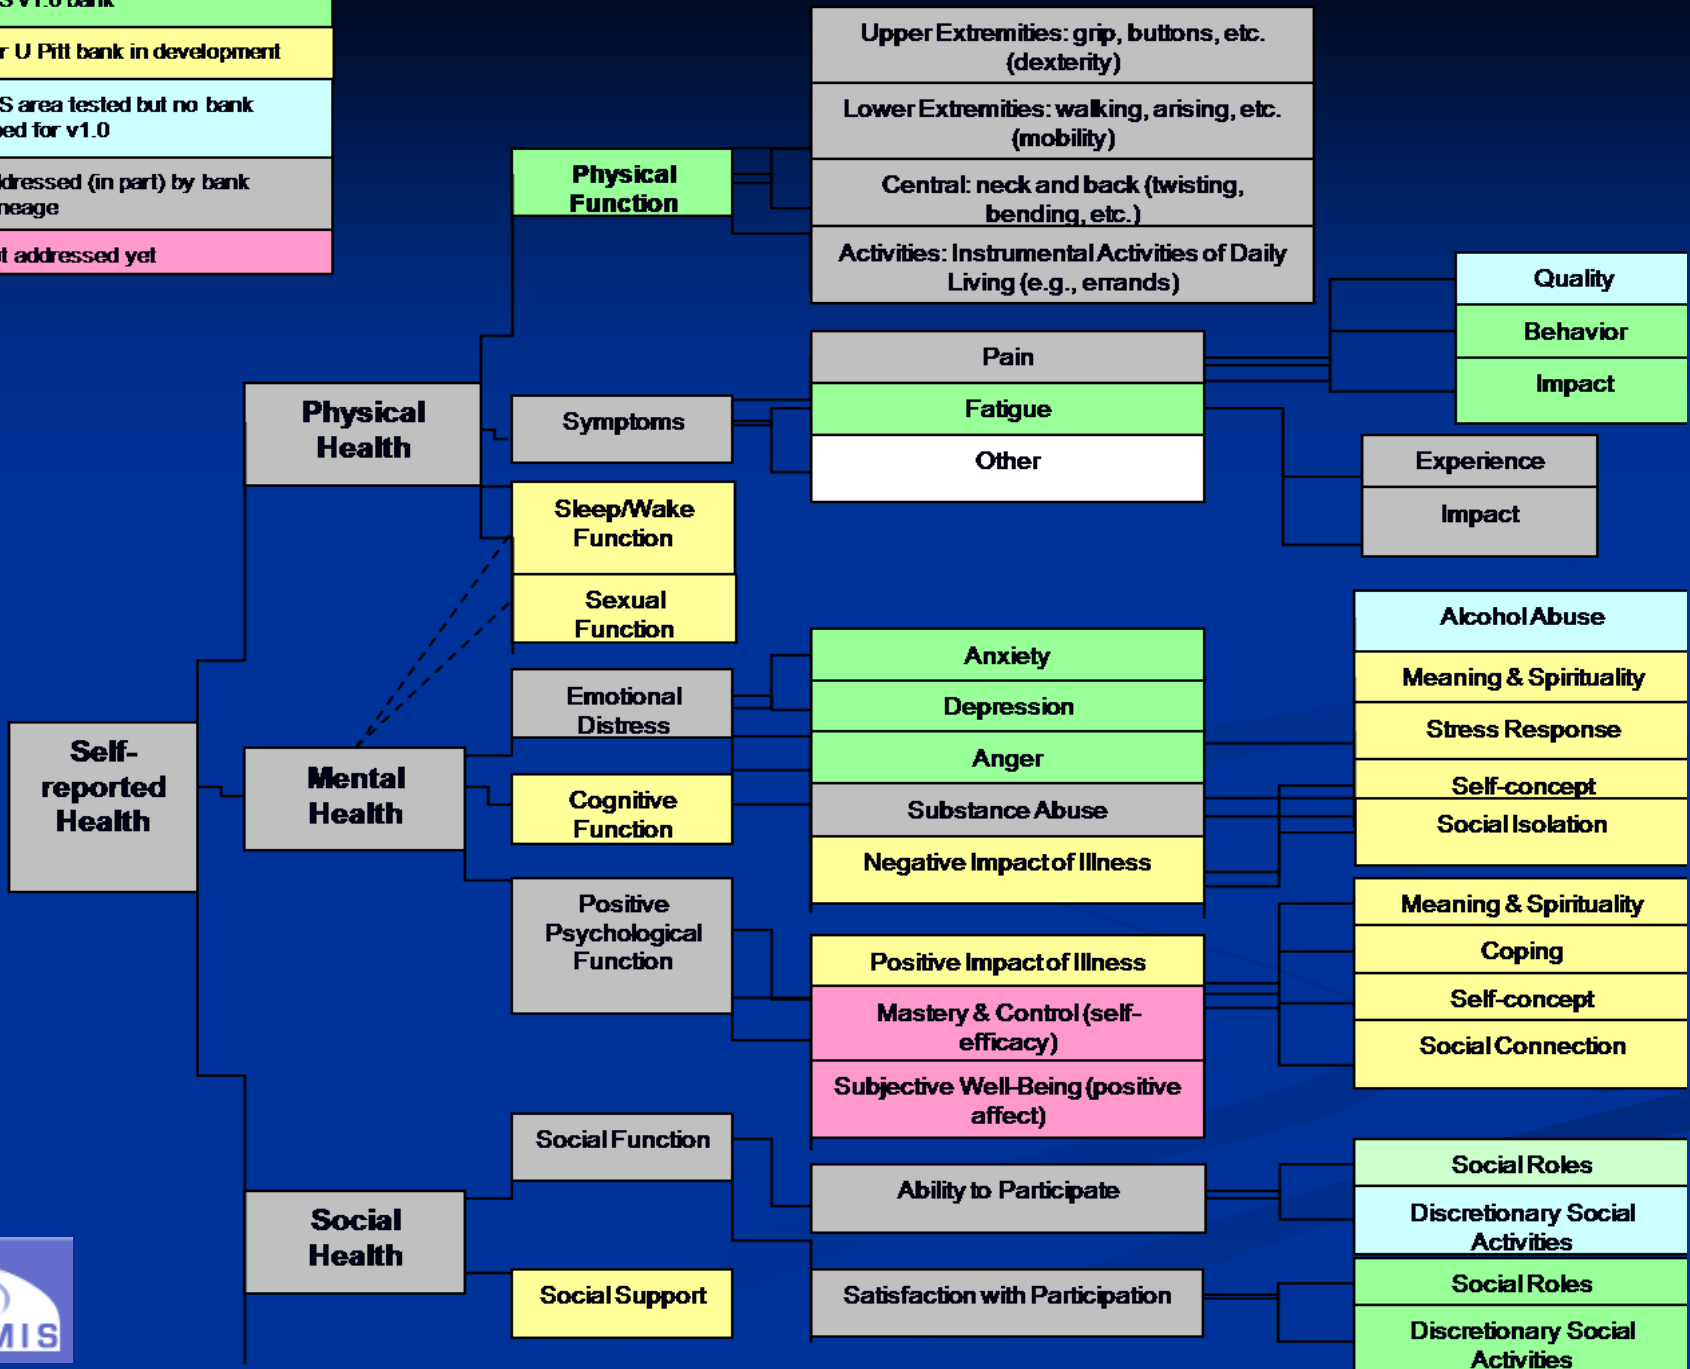 S v1.0 bank
r U Pitt bank in development
S area tested but no bank
ped for v1.0
ddressed (in part) by bank
neage
t addressed yet
Upper Extremities: grip, buttons, etc.
(dexterity)
Lower Extremities: walking, arising, etc.
(mobility)
Central: neck and back (twisting,
bending, etc.)
Activities: Instrumental Activities of Daily
Living (e.g., errands)
Physical
Function
Quality
Behavior
Impact
Pain
Fatigue
Other
Physical
Health
Symptoms
Experience
Impact
Sleep/Wake
Function
Sexual
Function
Alcohol Abuse
Meaning & Spirituality
Stress Response
Self-concept
Social Isolation
Anxiety
Depression
Anger
Substance Abuse
Negative Impact of Illness
Emotional
Distress
Self-
reported
Health
Mental
Health
Cognitive
Function
Positive
Psychological
Function
Meaning & Spirituality
Coping
Self-concept
Social Connection
Positive Impact of Illness
Mastery & Control (self-
efficacy)
Subjective Well-Being (positive
affect)
Social Function
Ability to Participate
Social Roles
Discretionary Social
Activities
Social
Health
Social Support
Satisfaction with Participation
Social Roles
Discretionary Social
Activities
MIS